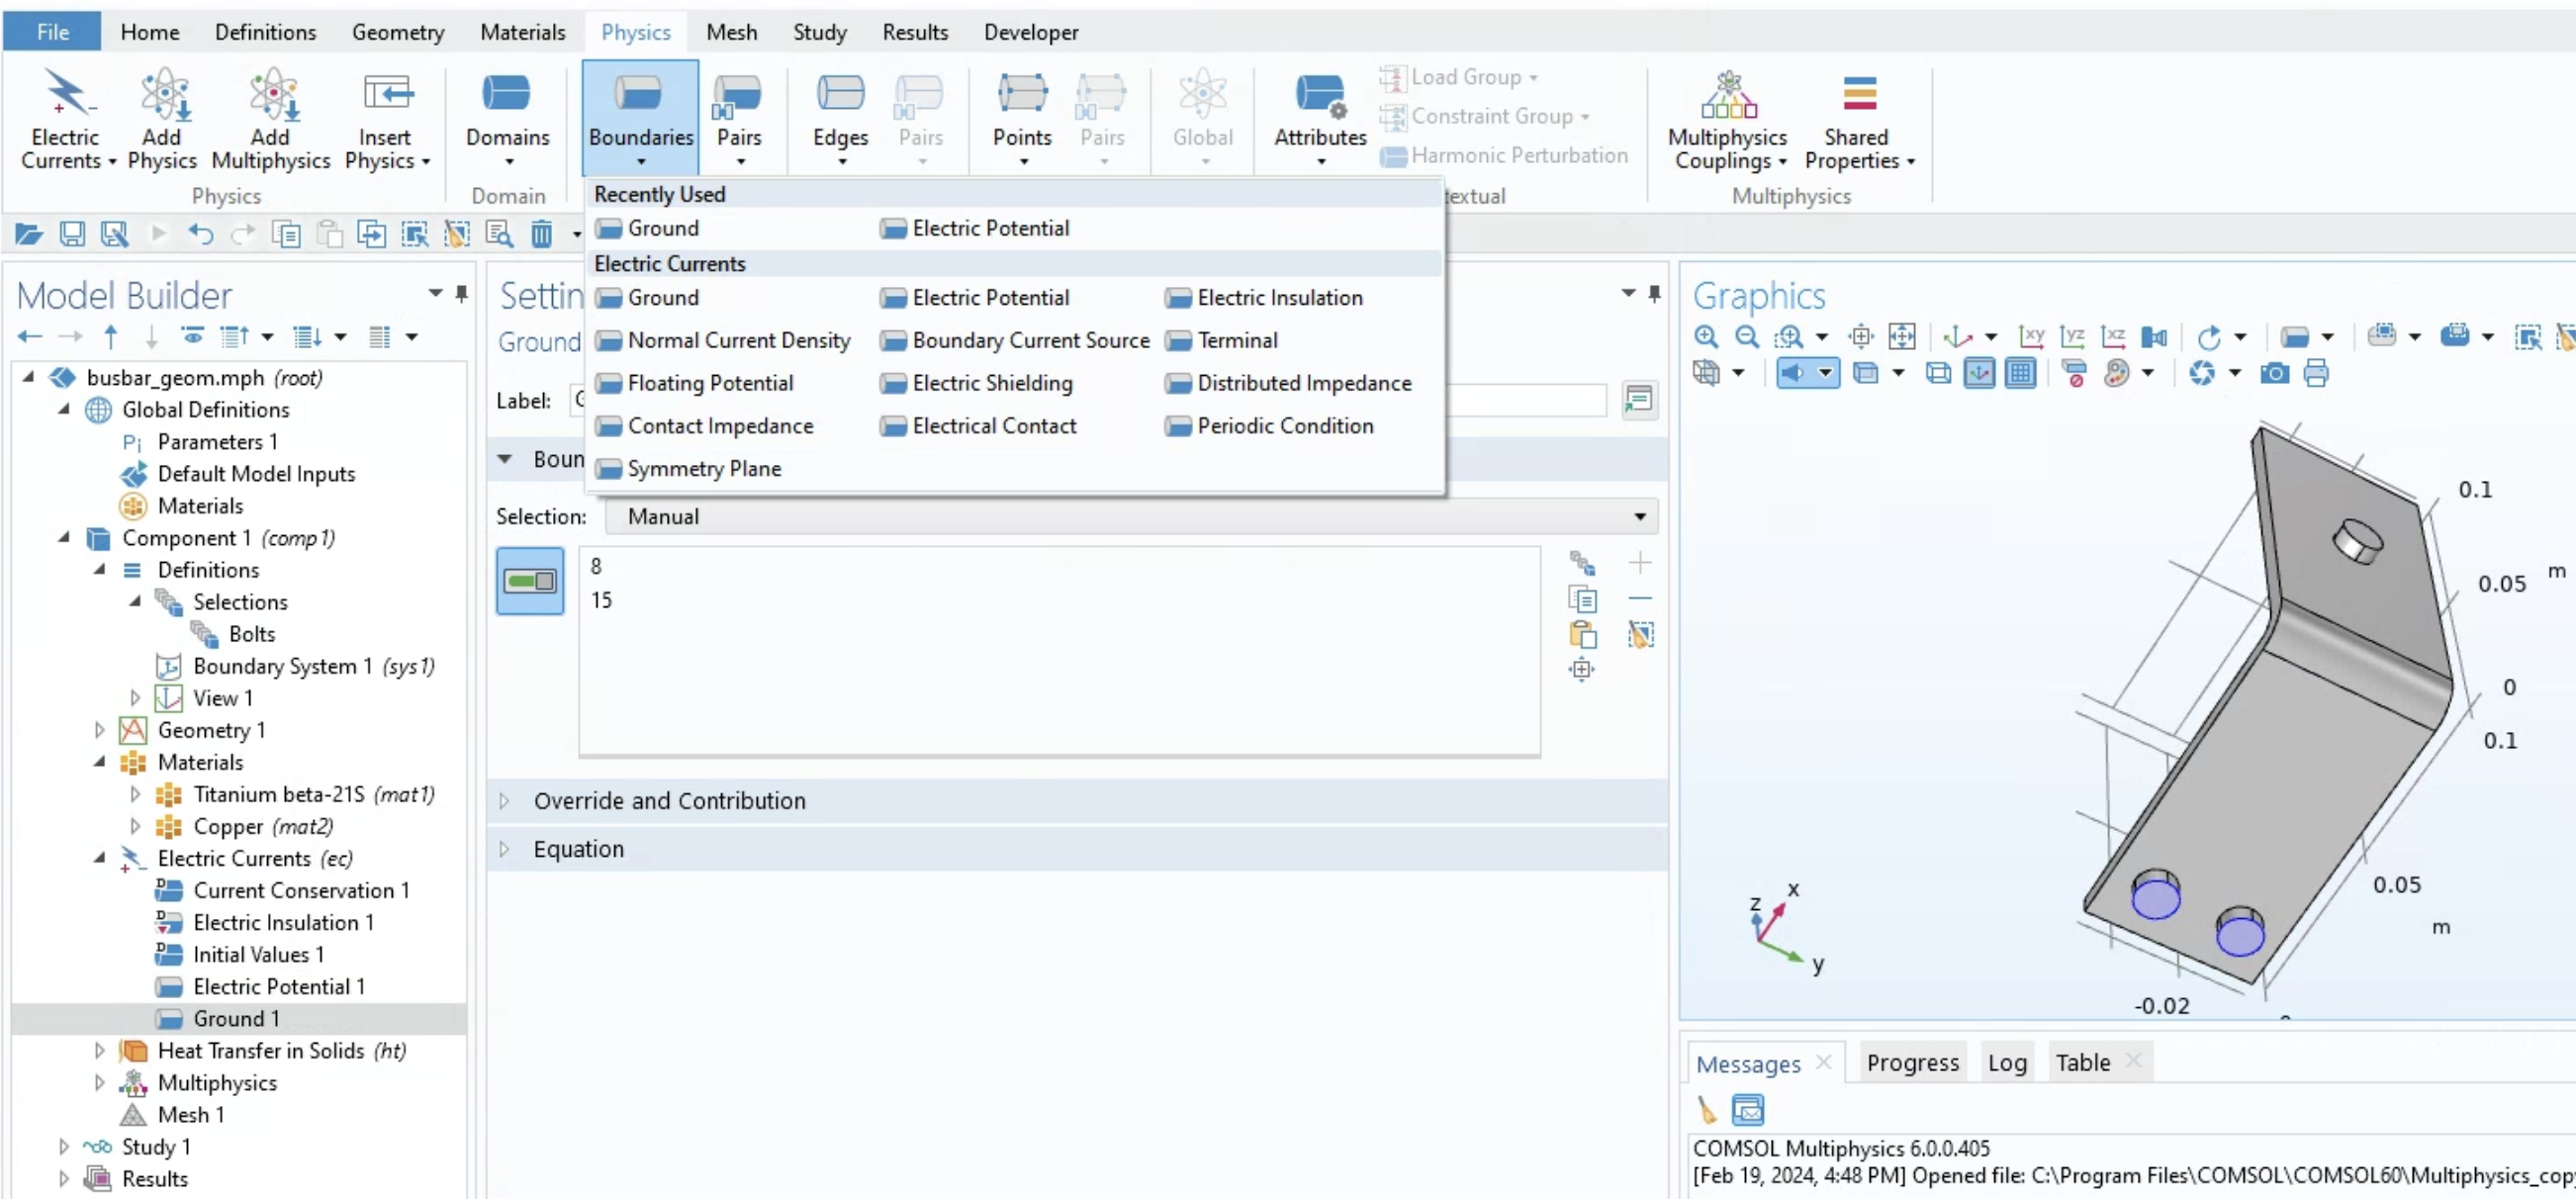 File Home Definitions Geometry Materials Physics Mesh Study Results Developer
Electric Currents
Add Physics
Add Multiphysics
Insert Physics
Physics
Domains
Domain
Boundaries
Pairs
Edges
Pairs
Points
Pairs
Global
Attributes
Load Group
Constraint Group
Harmonic Perturbation
textual
Multiphysics Couplings
Shared Properties
Multiphysics
Recently Used
Ground Electric Potential
Electric Currents
Ground Electric Potential Electric Insulation
Normal Current Density Boundary Current Source Terminal
Floating Potential Electric Shielding Distributed Impedance
Contact Impedance Electrical Contact Periodic Condition
Symmetry Plane
Model Builder
busbar_geom.mph (root)
Global Definitions
Pi Parameters 1
Default Model Inputs
Materials
Component 1 (comp1)
Definitions
Selections
Bolts
Boundary System 1 (sys1)
View 1
Geometry 1
Materials
Titanium beta-21S (mat1)
Copper (mat2)
Electric Currents (ec)
Current Conservation 1
Electric Insulation 1
Initial Values 1
Electric Potential 1
Ground 1
Heat Transfer in Solids (ht)
Multiphysics
Mesh 1
Study 1
Results
Settin
Ground
Label:
Boun
Selection: Manual
8
15
Override and Contribution
Equation
Graphics
xy yz xz
0.1
0.05 m
0
0.1
0.05
m
-0.02
x
z
y
Messages Progress Log Table
COMSOL Multiphysics 6.0.0.405
[Feb 19, 2024, 4:48 PM] Opened file: C:\Program Files\COMSOL\COMSOL60\Multiphysics_cop